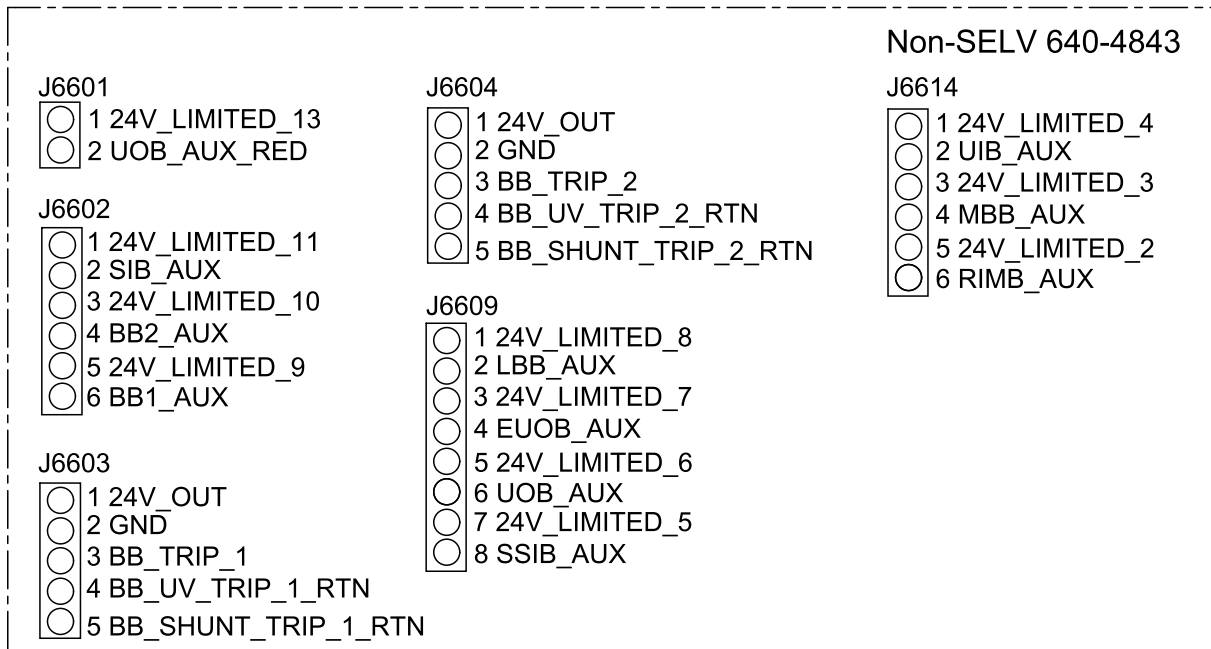 Non-SELV 640-4843
J6601
1 24V_LIMITED_13
2 UOB_AUX_RED
J6602
1 24V_LIMITED_11
2 SIB_AUX
3 24V_LIMITED_10
4 BB2_AUX
5 24V_LIMITED_9
6 BB1_AUX
J6603
1 24V_OUT
2 GND
3 BB_TRIP_1
4 BB_UV_TRIP_1_RTN
5 BB_SHUNT_TRIP_1_RTN
J6604
1 24V_OUT
2 GND
3 BB_TRIP_2
4 BB_UV_TRIP_2_RTN
5 BB_SHUNT_TRIP_2_RTN
J6609
1 24V_LIMITED_8
2 LBB_AUX
3 24V_LIMITED_7
4 EUOB_AUX
5 24V_LIMITED_6
6 UOB_AUX
7 24V_LIMITED_5
8 SSIB_AUX
J6614
1 24V_LIMITED_4
2 UIB_AUX
3 24V_LIMITED_3
4 MBB_AUX
5 24V_LIMITED_2
6 RIMB_AUX